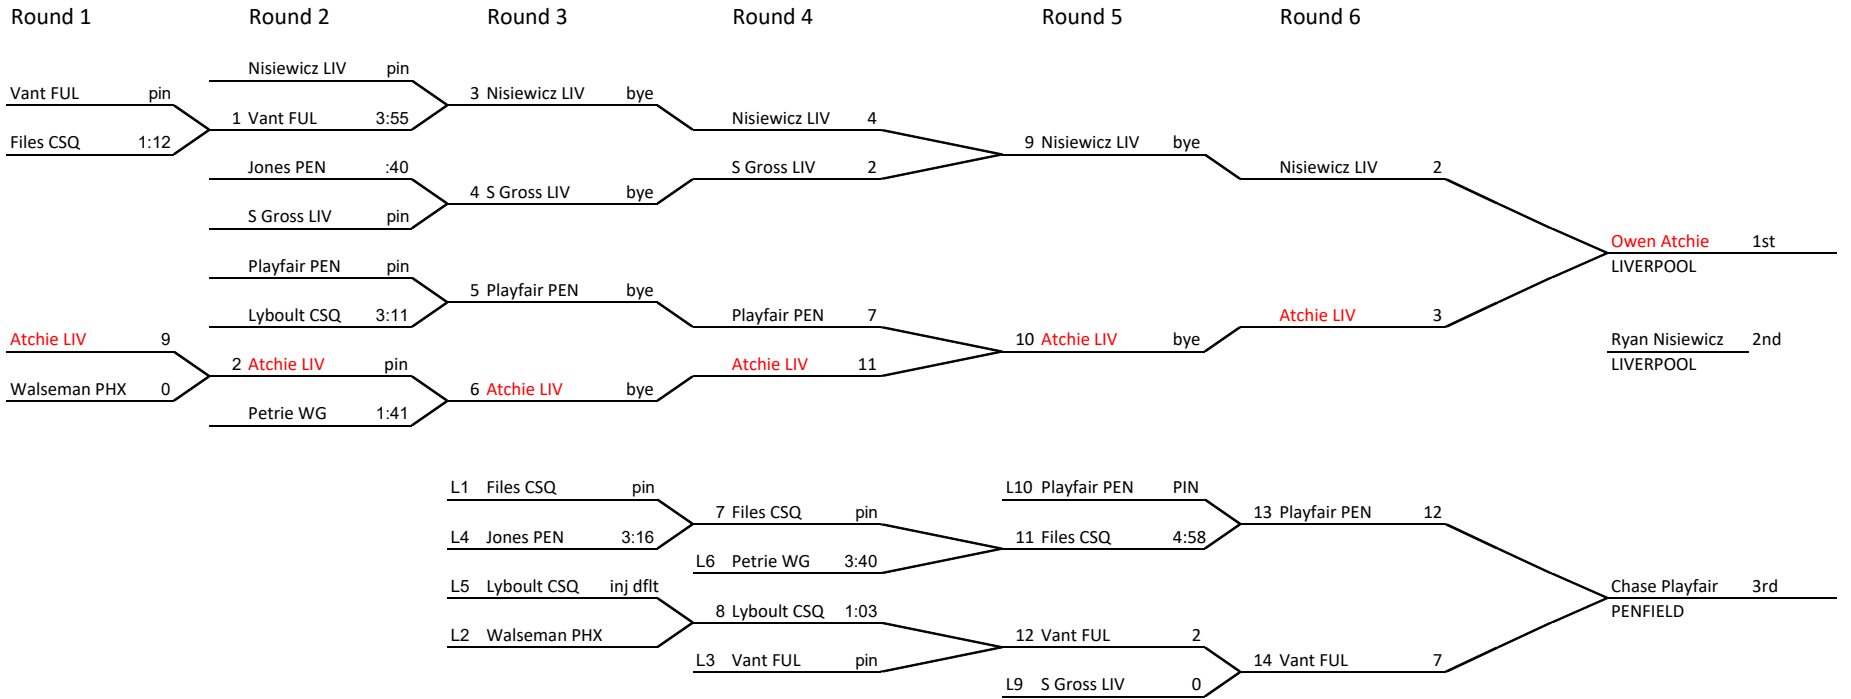 Round 1 Round 2 Round 3 Round 4 Round 5 Round 6
Nisiewicz LIV pin
Vant FUL pin 3 Nisiewicz LIV bye
1 Vant FUL 3:55 Nisiewicz LIV 4
Files CSQ 1:12 9 Nisiewicz LIV bye
Jones PEN :40 S Gross LIV 2 Nisiewicz LIV 2
4 S Gross LIV bye
S Gross LIV pin
Owen Atchie 1st
Playfair PEN pin LIVERPOOL
5 Playfair PEN bye
Lyboult CSQ 3:11 Playfair PEN 7 Atchie LIV 3
Atchie LIV 9 10 Atchie LIV bye Ryan Nisiewicz 2nd
2 Atchie LIV pin Atchie LIV 11 LIVERPOOL
Walseman PHX 0 6 Atchie LIV bye
Petrie WG 1:41
L1 Files CSQ pin L10 Playfair PEN PIN
7 Files CSQ pin 13 Playfair PEN 12
L4 Jones PEN 3:16 11 Files CSQ 4:58
L6 Petrie WG 3:40
L5 Lyboult CSQ inj dflt Chase Playfair 3rd
8 Lyboult CSQ 1:03 PENFIELD
L2 Walseman PHX 12 Vant FUL 2
L3 Vant FUL pin 14 Vant FUL 7
L9 S Gross LIV 0